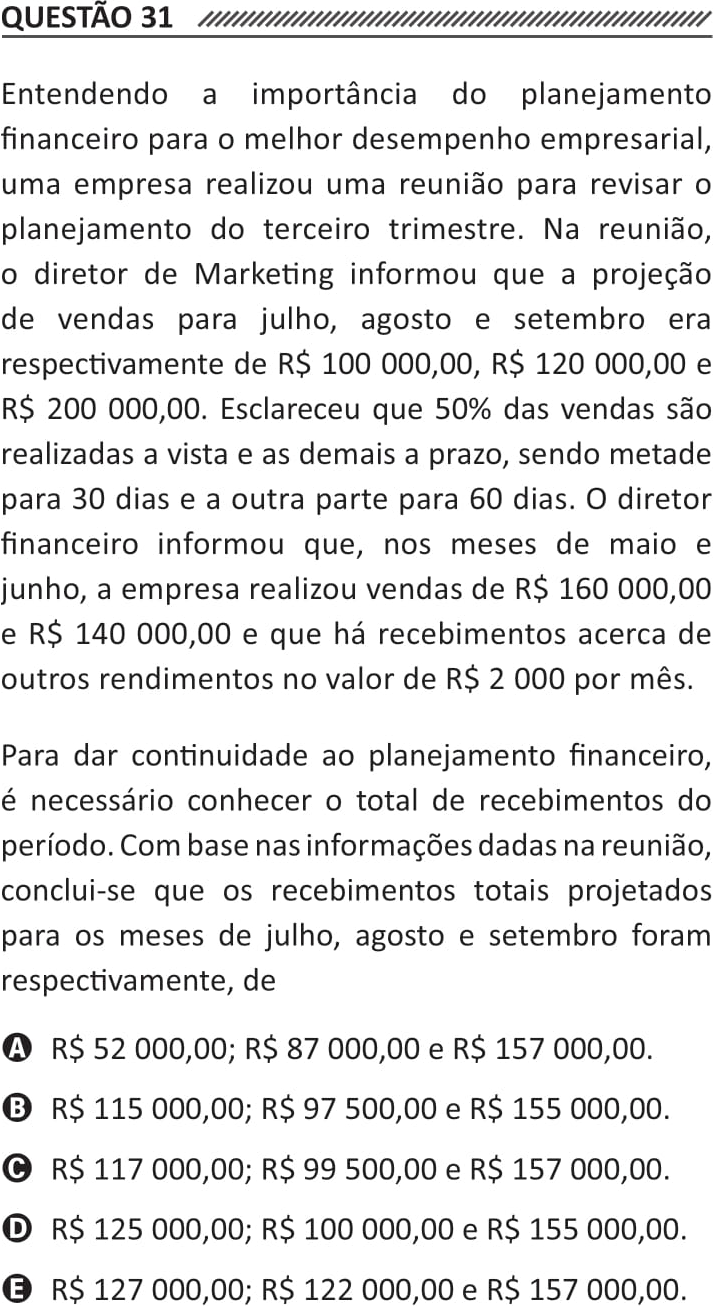 QUESTÃO 31
Entendendo a importância do planejamento
financeiro para o melhor desempenho empresarial,
uma empresa realizou uma reunião para revisar o
planejamento do terceiro trimestre. Na reunião,
o diretor de Marketing informou que a projeção
de vendas para julho, agosto e setembro era
respectivamente de R$ 100 000,00, R$ 120 000,00 e
R$ 200 000,00. Esclareceu que 50% das vendas são
realizadas a vista e as demais a prazo, sendo metade
para 30 dias e a outra parte para 60 dias. O diretor
financeiro informou que, nos meses de maio e
junho, a empresa realizou vendas de R$ 160 000,00
e R$ 140 000,00 e que há recebimentos acerca de
outros rendimentos no valor de R$ 2 000 por mês.
Para dar continuidade ao planejamento financeiro,
é necessário conhecer o total de recebimentos do
período. Com base nas informações dadas na reunião,
conclui-se que os recebimentos totais projetados
para os meses de julho, agosto e setembro foram
respectivamente, de
A R$ 52 000,00; R$ 87 000,00 e R$ 157 000,00.
B R$ 115 000,00; R$ 97 500,00 e R$ 155 000,00.
C R$ 117 000,00; R$ 99 500,00 e R$ 157 000,00.
D R$ 125 000,00; R$ 100 000,00 e R$ 155 000,00.
E R$ 127 000,00; R$ 122 000,00 e R$ 157 000,00.